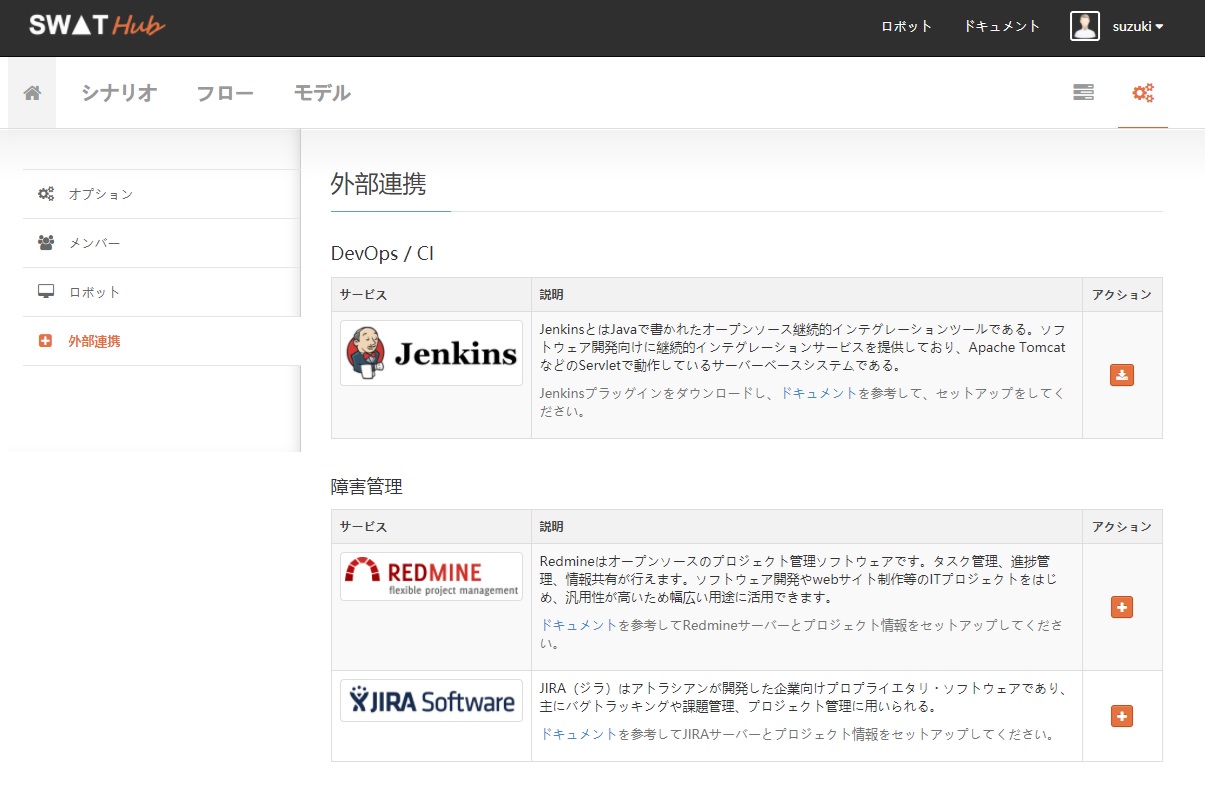 SWAT Hub
ロボット
ドキュメント
suzuki
シナリオ
フロー
モデル
オプション
メンバー
ロボット
外部連携
外部連携
DevOps / CI
サービス
説明
アクション
Jenkins
JenkinsとはJavaで書かれたオープンソース継続的インテグレーションツールである。ソフ
トウェア開発向けに継続的インテグレーションサービスを提供しており、Apache Tomcat
などのServletで動作しているサーバーベースシステムである。
Jenkinsプラッグインをダウンロードし、ドキュメントを参考して、セットアップをしてく
ださい。
障害管理
サービス
説明
アクション
REDMINE
flexible project management
Redmineはオープンソースのプロジェクト管理ソフトウェアです。タスク管理、進捗管
理、情報共有が行えます。ソフトウェア開発やwebサイト制作等のITプロジェクトをはじ
め、汎用性が高いため幅広い用途に活用できます。
ドキュメントを参考してRedmineサーバーとプロジェクト情報をセットアップしてくださ
い。
JIRA Software
JIRA（ジラ）はアトラシアンが開発した企業向けプロプライエタリ・ソフトウェアであり、
主にバグトラッキングや課題管理、プロジェクト管理に用いられる。
ドキュメントを参考してJIRAサーバーとプロジェクト情報をセットアップしてください。